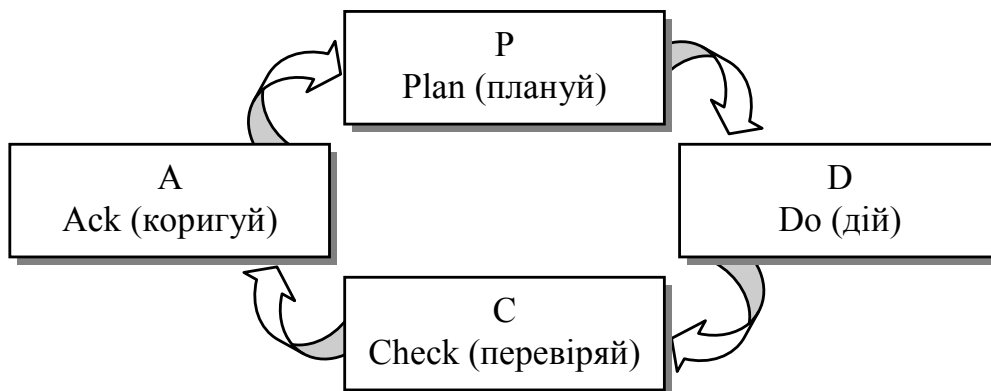 P
Plan (плануй)
A
Ack (коригуй)
D
Do (дій)
C
Check (перевіряй)